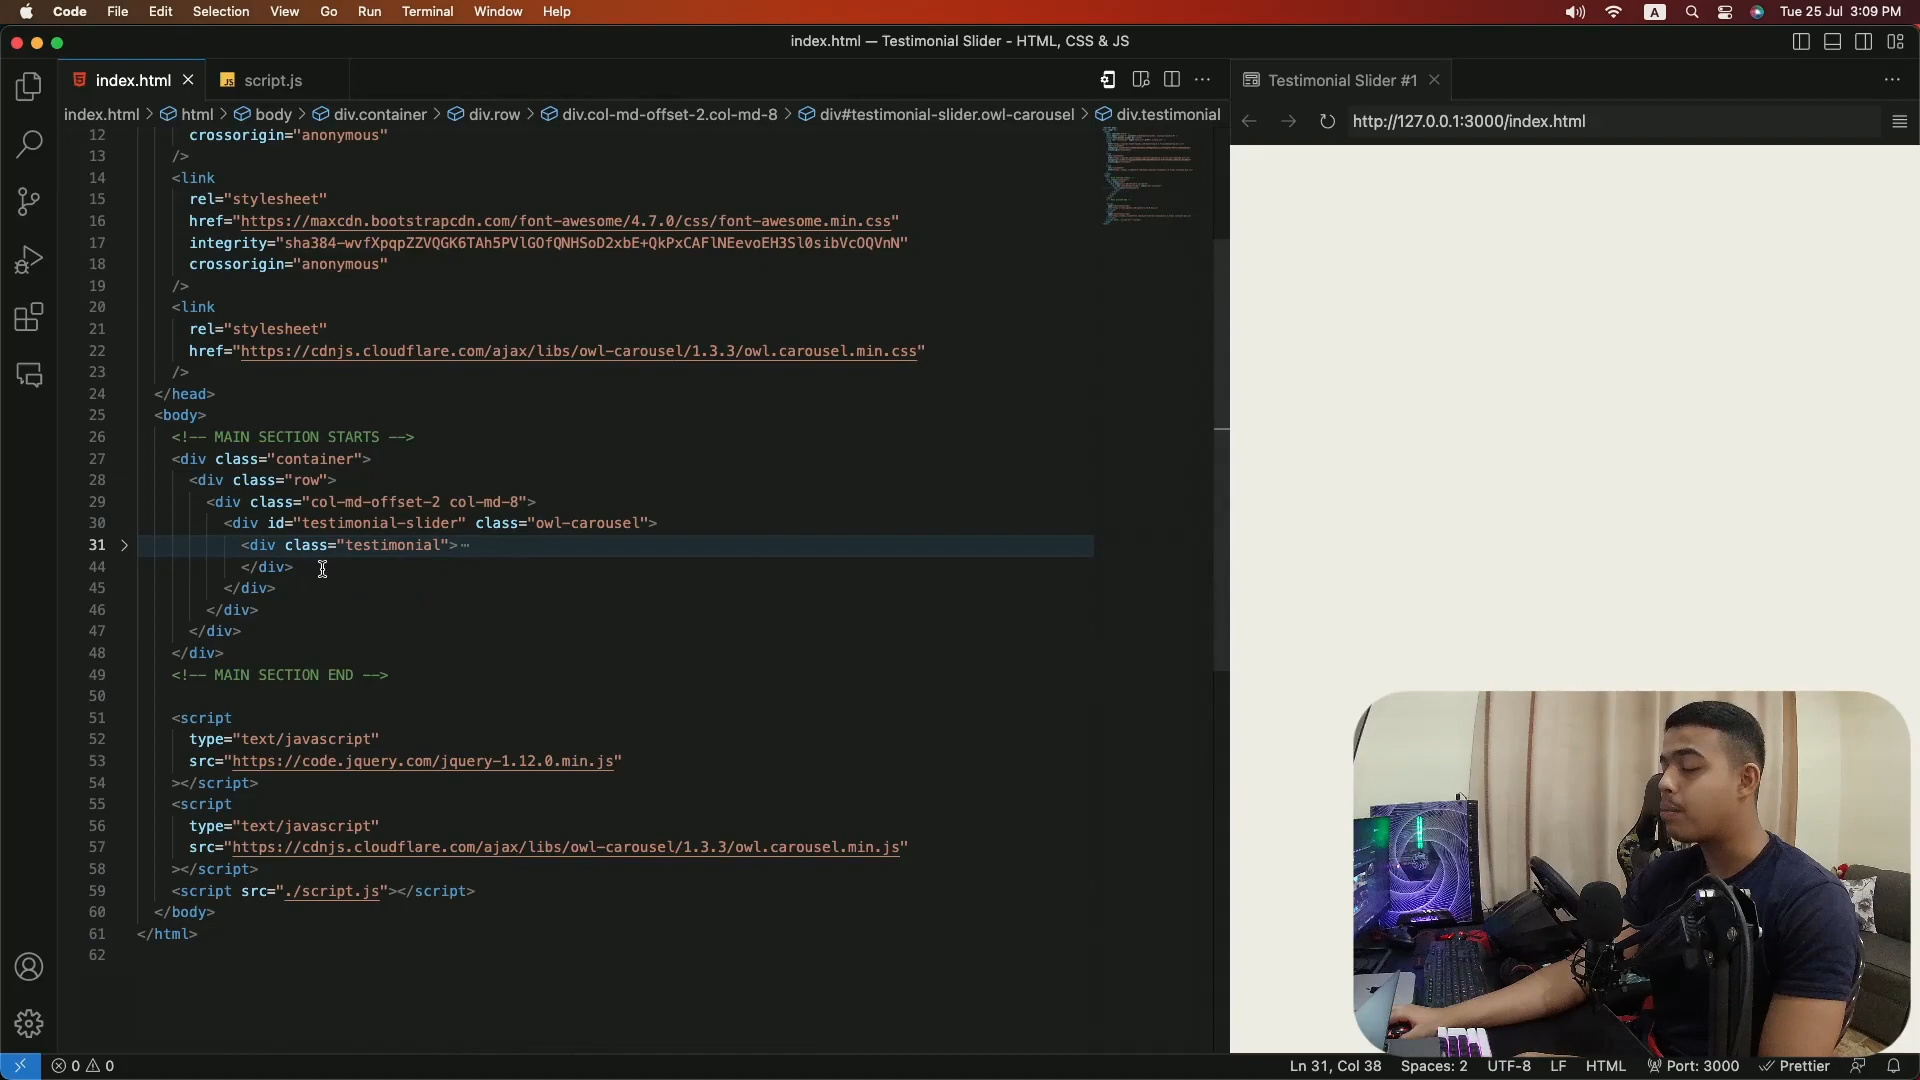 Code File Edit Selection View Go Run Terminal Window Help A Tue 25 Jul 3:09 PM
index.html — Testimonial Slider - HTML, CSS & JS
index.html JS script.js Testimonial Slider #1
index.html > html > body > div.container > div.row > div.col-md-offset-2.col-md-8 > div#testimonial-slider.owl-carousel > div.testimonial
http://127.0.0.1:3000/index.html
12 crossorigin="anonymous"
13 />
14 <link
15 rel="stylesheet"
16 href="https://maxcdn.bootstrapcdn.com/font-awesome/4.7.0/css/font-awesome.min.css"
17 integrity="sha384-wvfXpqpZZVQGK6TAh5PVlGOfQNHSoD2xbE+QkPxCAFlNEevoEH3Sl0sibVcOQVnN"
18 crossorigin="anonymous"
19 />
20 <link
21 rel="stylesheet"
22 href="https://cdnjs.cloudflare.com/ajax/libs/owl-carousel/1.3.3/owl.carousel.min.css"
23 />
24 </head>
25 <body>
26 <!-- MAIN SECTION STARTS -->
27 <div class="container">
28 <div class="row">
29 <div class="col-md-offset-2 col-md-8">
30 <div id="testimonial-slider" class="owl-carousel">
31 <div class="testimonial">⋯
44 </div>
45 </div>
46 </div>
47 </div>
48 </div>
49 <!-- MAIN SECTION END -->
50
51 <script
52 type="text/javascript"
53 src="https://code.jquery.com/jquery-1.12.0.min.js"
54 ></script>
55 <script
56 type="text/javascript"
57 src="https://cdnjs.cloudflare.com/ajax/libs/owl-carousel/1.3.3/owl.carousel.min.js"
58 ></script>
59 <script src="./script.js"></script>
60 </body>
61 </html>
62
0 0 Ln 31, Col 38 Spaces: 2 UTF-8 LF HTML Port: 3000 Prettier